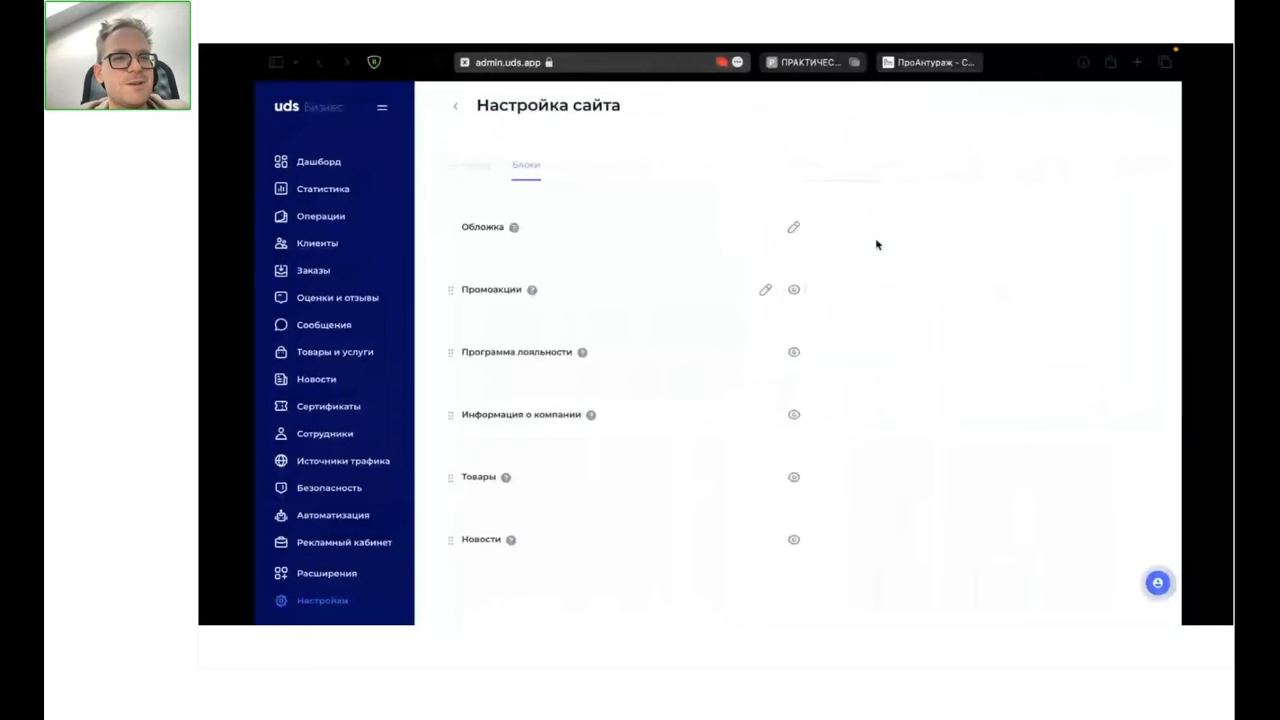 admin.uds.app
ПРАКТИЧЕС...
ПроАнтураж - С...
uds Бизнес
Настройка сайта
Блоки
Дашборд
Статистика
Операции
Клиенты
Заказы
Оценки и отзывы
Сообщения
Товары и услуги
Новости
Сертификаты
Сотрудники
Источники трафика
Безопасность
Автоматизация
Рекламный кабинет
Расширения
Настройки
Обложка ?
Промоакции ?
Программа лояльности ?
Информация о компании ?
Товары ?
Новости ?